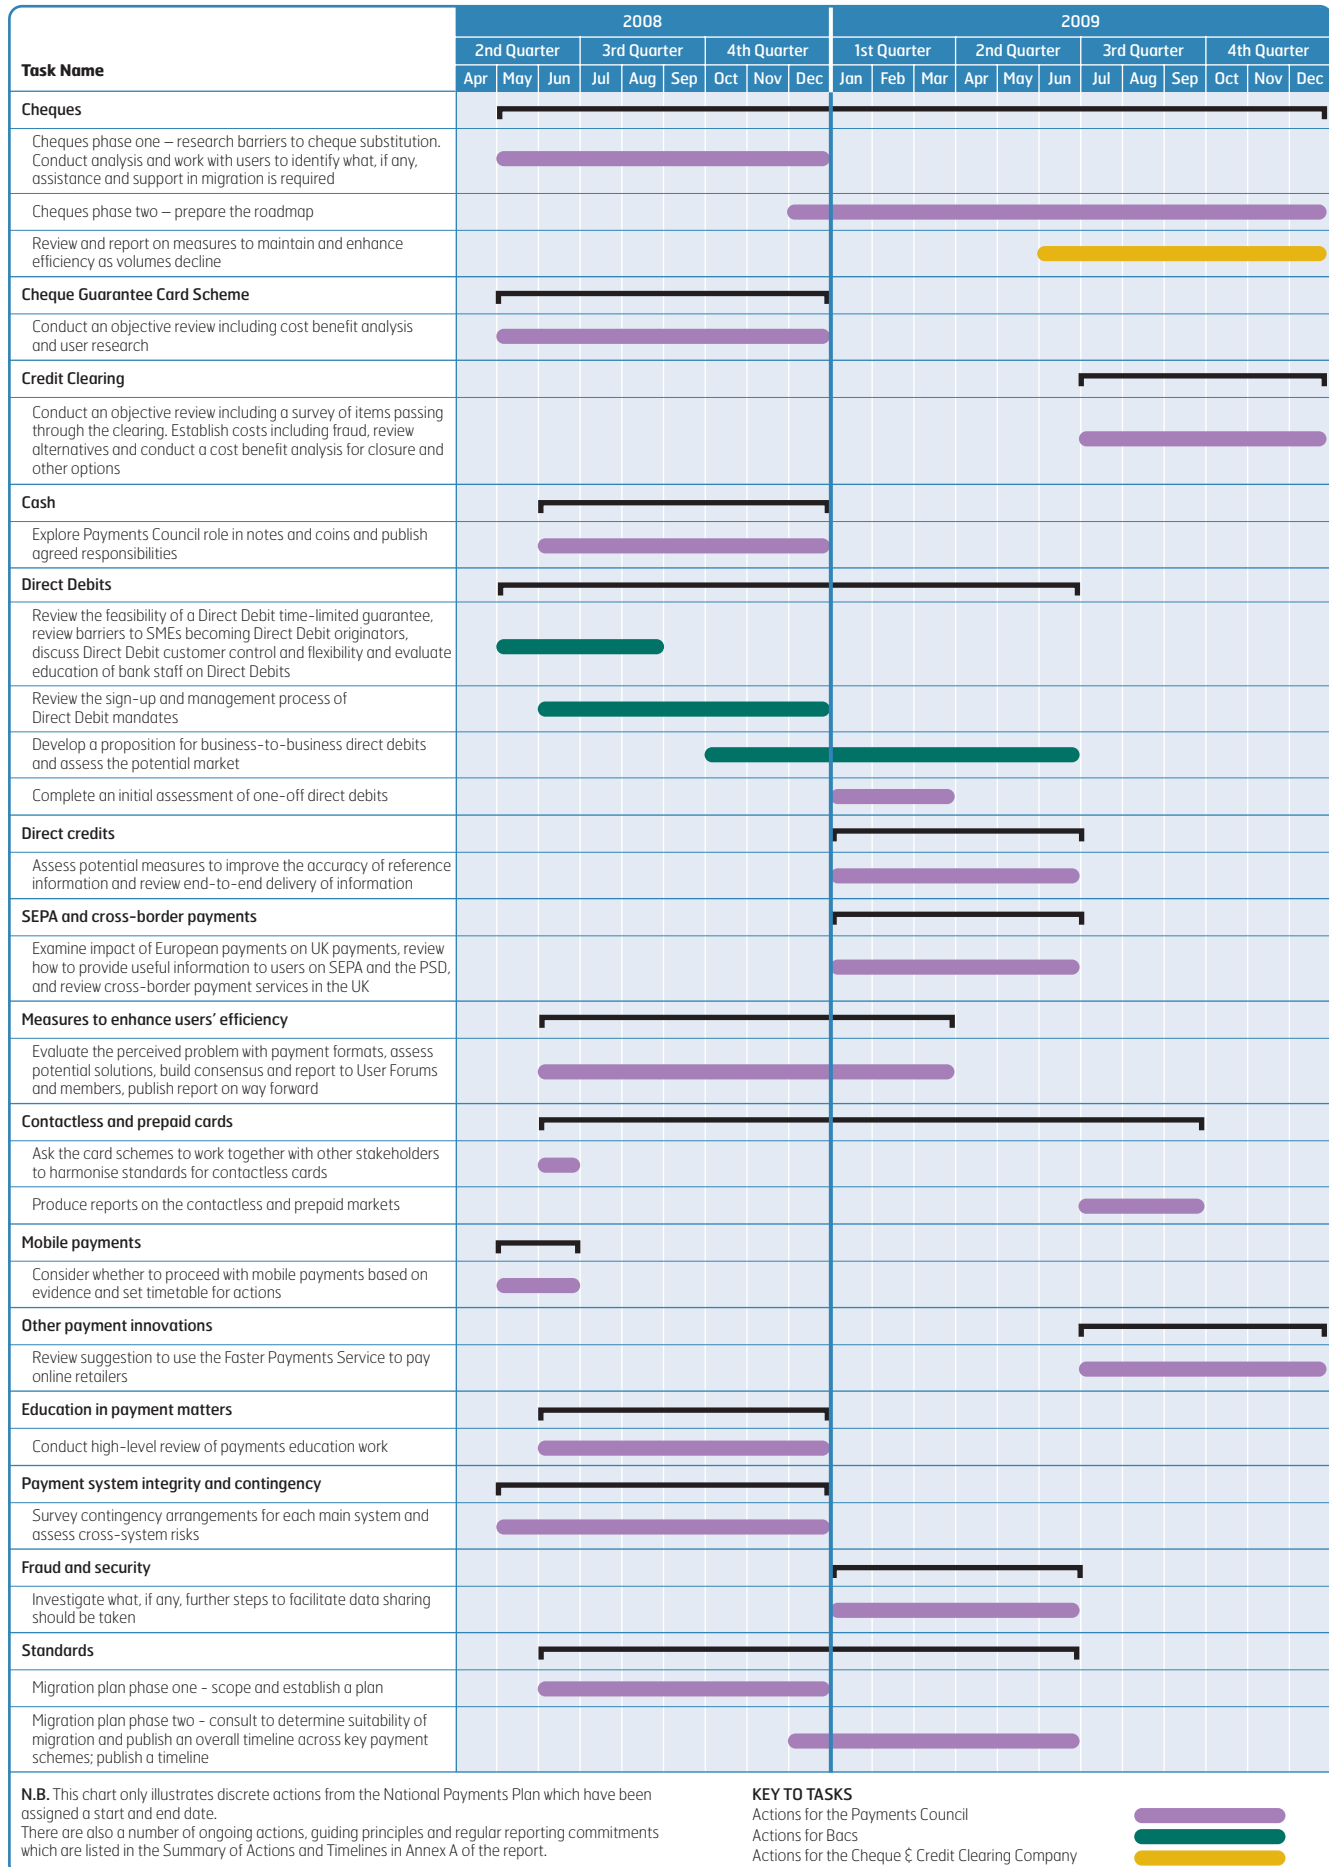 2008 2009
2nd Quarter 3rd Quarter 4th Quarter 1st Quarter 2nd Quarter 3rd Quarter 4th Quarter
Task Name
Apr May Jun Jul Aug Sep Oct Nov Dec Jan Feb Mar Apr May Jun Jul Aug Sep Oct Nov Dec
Cheques
Cheques phase one – research barriers to cheque substitution.
Conduct analysis and work with users to identify what, if any,
assistance and support in migration is required
Cheques phase two – prepare the roadmap
Review and report on measures to maintain and enhance
efficiency as volumes decline
Cheque Guarantee Card Scheme
Conduct an objective review including cost benefit analysis
and user research
Credit Clearing
Conduct an objective review including a survey of items passing
through the clearing. Establish costs including fraud, review
alternatives and conduct a cost benefit analysis for closure and
other options
Cash
Explore Payments Council role in notes and coins and publish
agreed responsibilities
Direct Debits
Review the feasibility of a Direct Debit time-limited guarantee,
review barriers to SMEs becoming Direct Debit originators,
discuss Direct Debit customer control and flexibility and evaluate
education of bank staff on Direct Debits
Review the sign-up and management process of
Direct Debit mandates
Develop a proposition for business-to-business direct debits
and assess the potential market
Complete an initial assessment of one-off direct debits
Direct credits
Assess potential measures to improve the accuracy of reference
information and review end-to-end delivery of information
SEPA and cross-border payments
Examine impact of European payments on UK payments, review
how to provide useful information to users on SEPA and the PSD,
and review cross-border payment services in the UK
Measures to enhance users' efficiency
Evaluate the perceived problem with payment formats, assess
potential solutions, build consensus and report to User Forums
and members, publish report on way forward
Contactless and prepaid cards
Ask the card schemes to work together with other stakeholders
to harmonise standards for contactless cards
Produce reports on the contactless and prepaid markets
Mobile payments
Consider whether to proceed with mobile payments based on
evidence and set timetable for actions
Other payment innovations
Review suggestion to use the Faster Payments Service to pay
online retailers
Education in payment matters
Conduct high-level review of payments education work
Payment system integrity and contingency
Survey contingency arrangements for each main system and
assess cross-system risks
Fraud and security
Investigate what, if any, further steps to facilitate data sharing
should be taken
Standards
Migration plan phase one - scope and establish a plan
Migration plan phase two - consult to determine suitability of
migration and publish an overall timeline across key payment
schemes; publish a timeline
N.B. This chart only illustrates discrete actions from the National Payments Plan which have been
assigned a start and end date.
There are also a number of ongoing actions, guiding principles and regular reporting commitments
which are listed in the Summary of Actions and Timelines in Annex A of the report.
KEY TO TASKS
Actions for the Payments Council
Actions for Bacs
Actions for the Cheque & Credit Clearing Company